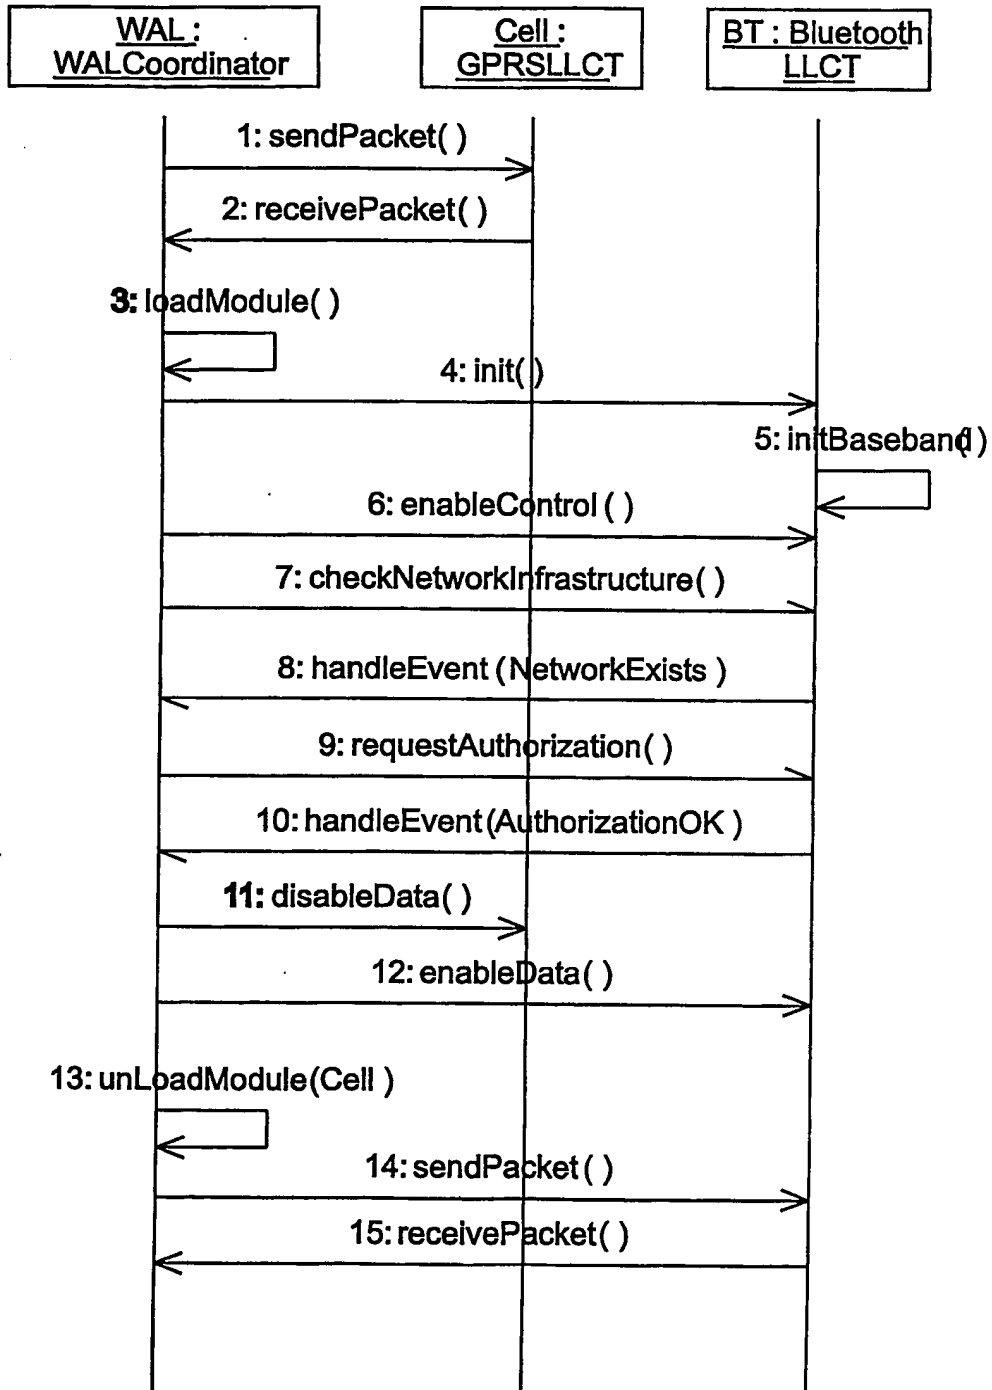 WAL :
WALCoordinator
Cell :
GPRSLLCT
BT : Bluetooth
LLCT
1: sendPacket( )
2: receivePacket( )
3: loadModule( )
4: init( )
5: initBaseband( )
6: enableControl ( )
7: checkNetworkInfrastructure( )
8: handleEvent (NetworkExists )
9: requestAuthorization( )
10: handleEvent (AuthorizationOK )
11: disableData( )
12: enableData( )
13: unLoadModule(Cell )
14: sendPacket( )
15: receivePacket( )